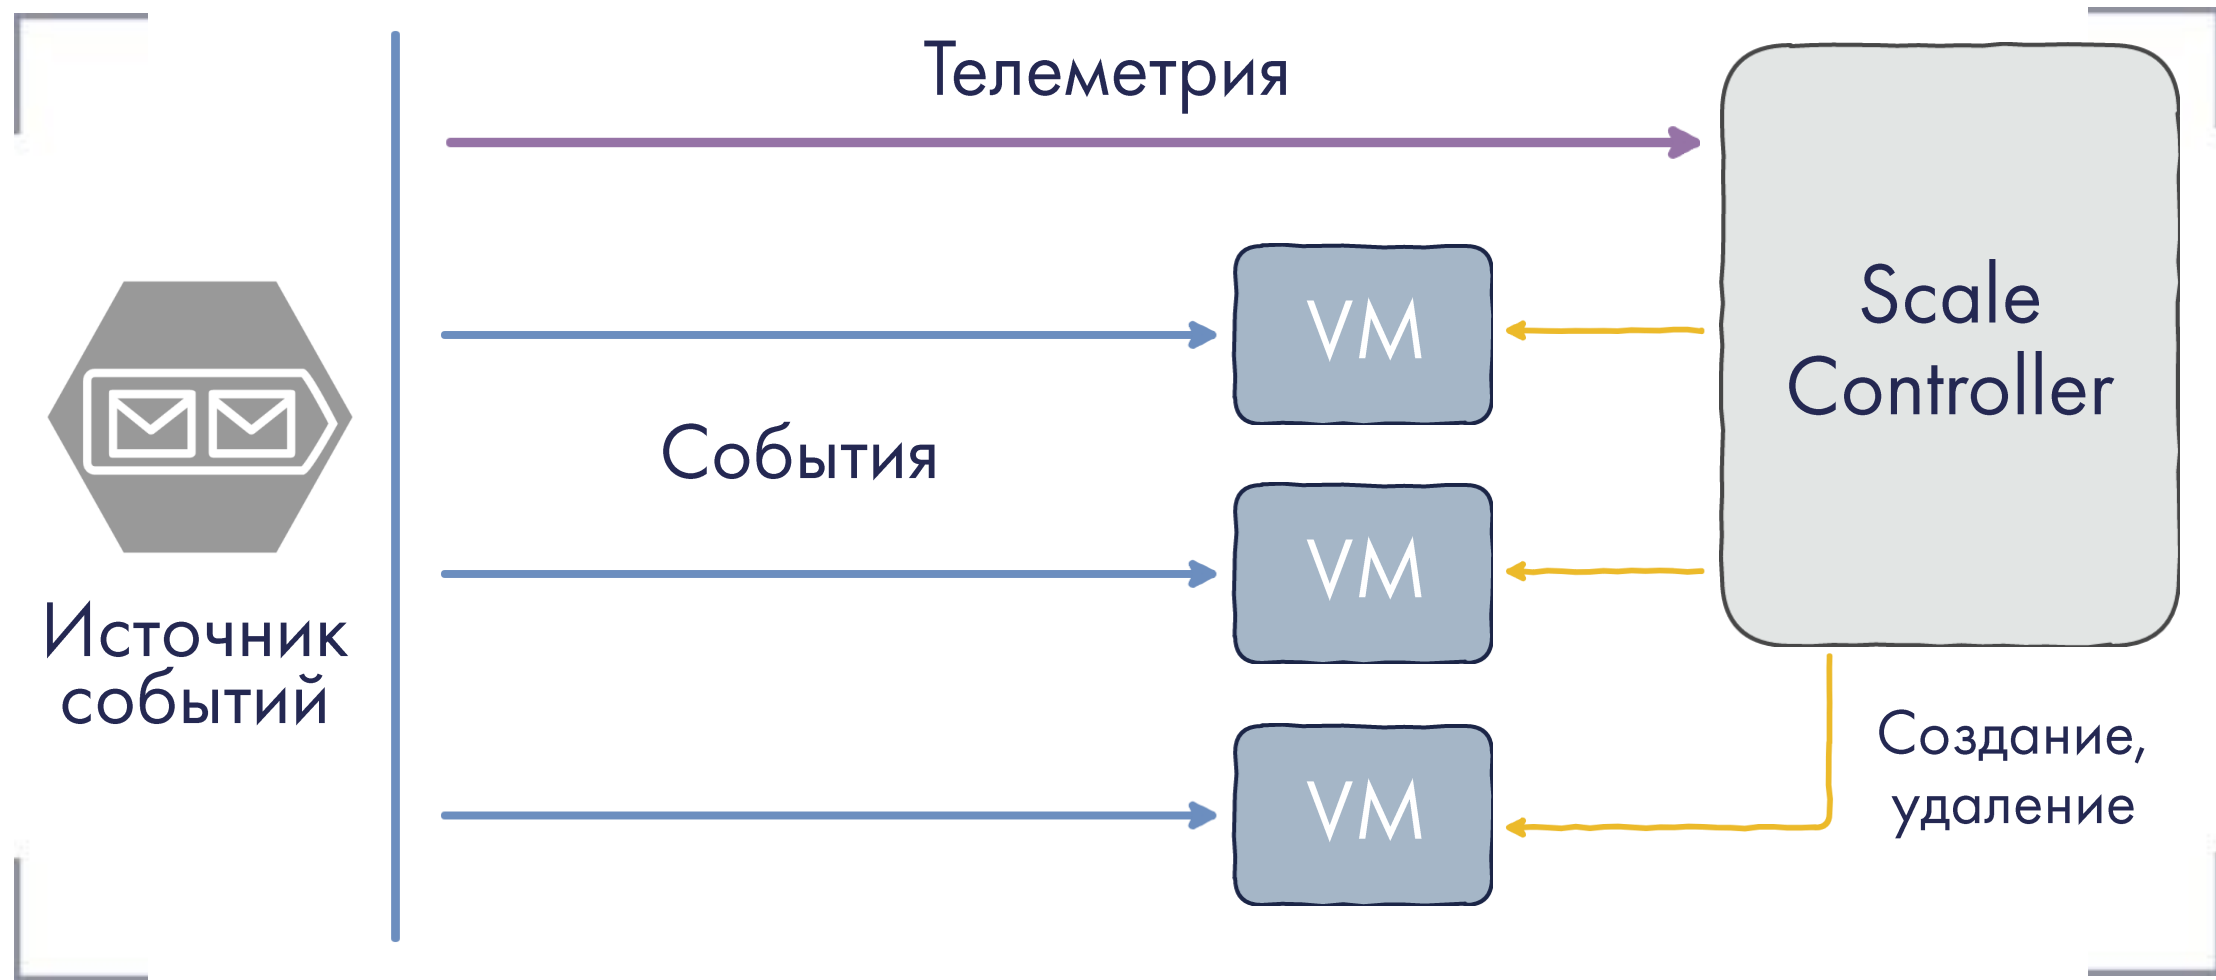 Телеметрия
Scale
Controller
VM
События
VM
Источник
событий
VM
Создание,
удаление